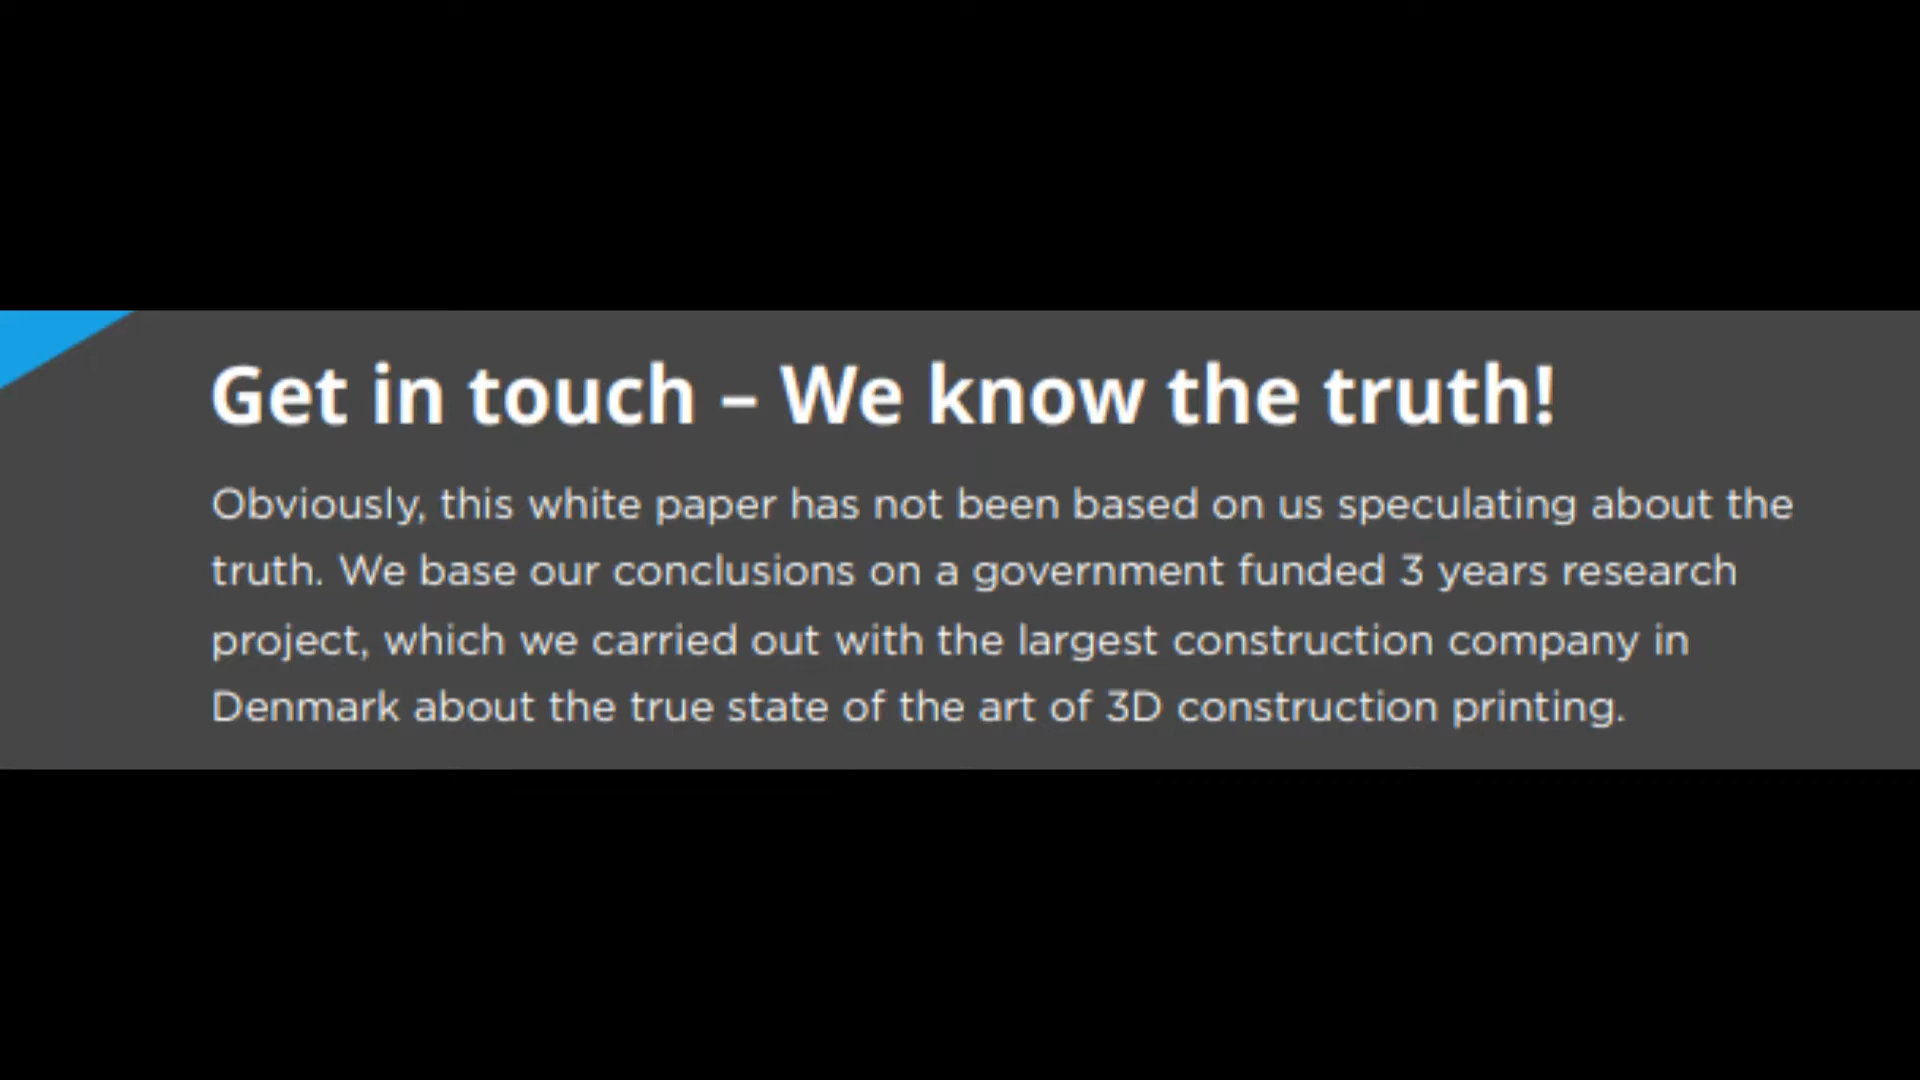 Get in touch – We know the truth!
Obviously, this white paper has not been based on us speculating about the
truth. We base our conclusions on a government funded 3 years research
project, which we carried out with the largest construction company in
Denmark about the true state of the art of 3D construction printing.